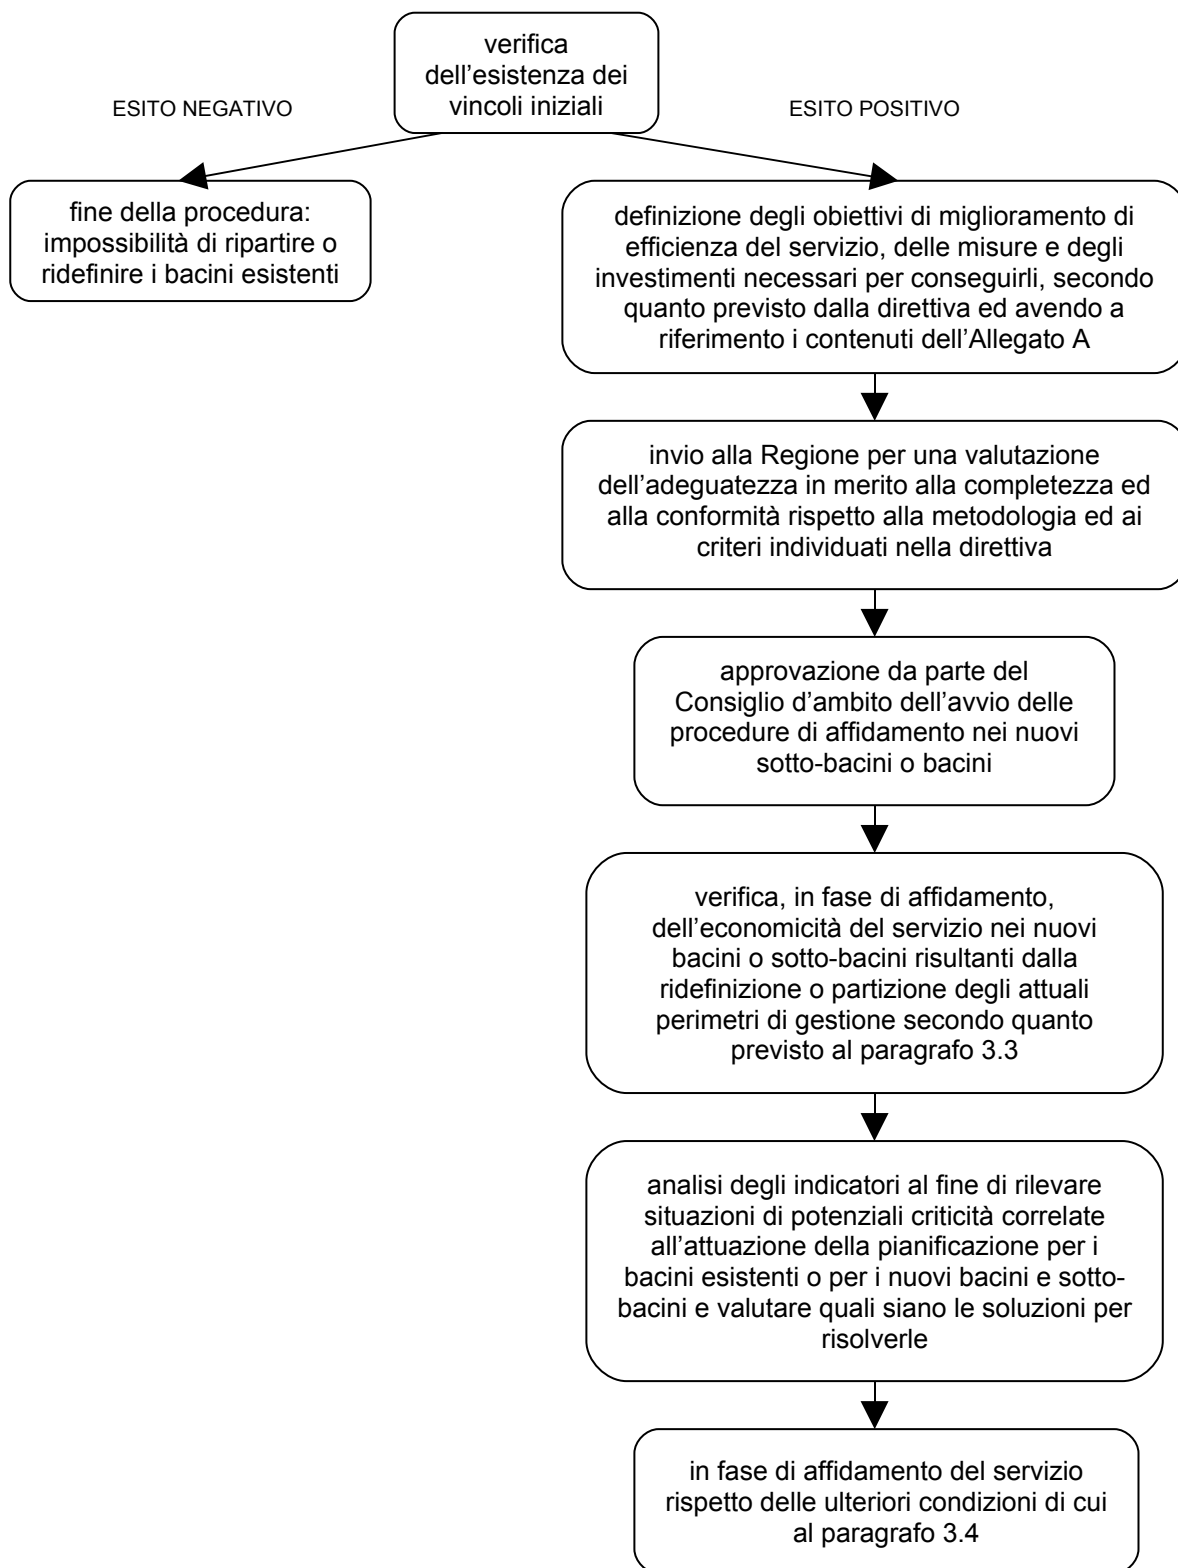 verifica
dell’esistenza dei
vincoli iniziali
ESITO NEGATIVO
ESITO POSITIVO
fine della procedura:
impossibilità di ripartire o
ridefinire i bacini esistenti
definizione degli obiettivi di miglioramento di
efficienza del servizio, delle misure e degli
investimenti necessari per conseguirli, secondo
quanto previsto dalla direttiva ed avendo a
riferimento i contenuti dell’Allegato A
invio alla Regione per una valutazione
dell’adeguatezza in merito alla completezza ed
alla conformità rispetto alla metodologia ed ai
criteri individuati nella direttiva
approvazione da parte del
Consiglio d’ambito dell’avvio delle
procedure di affidamento nei nuovi
sotto-bacini o bacini
verifica, in fase di affidamento,
dell’economicità del servizio nei nuovi
bacini o sotto-bacini risultanti dalla
ridefinizione o partizione degli attuali
perimetri di gestione secondo quanto
previsto al paragrafo 3.3
analisi degli indicatori al fine di rilevare
situazioni di potenziali criticità correlate
all’attuazione della pianificazione per i
bacini esistenti o per i nuovi bacini e sotto-
bacini e valutare quali siano le soluzioni per
risolverle
in fase di affidamento del servizio
rispetto delle ulteriori condizioni di cui
al paragrafo 3.4